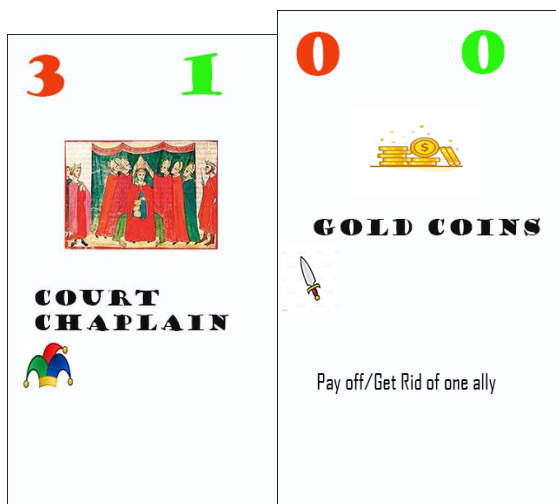 3 1
COURT
CHAPLAIN
0 0
$
GOLD COINS
Pay off/Get Rid of one ally